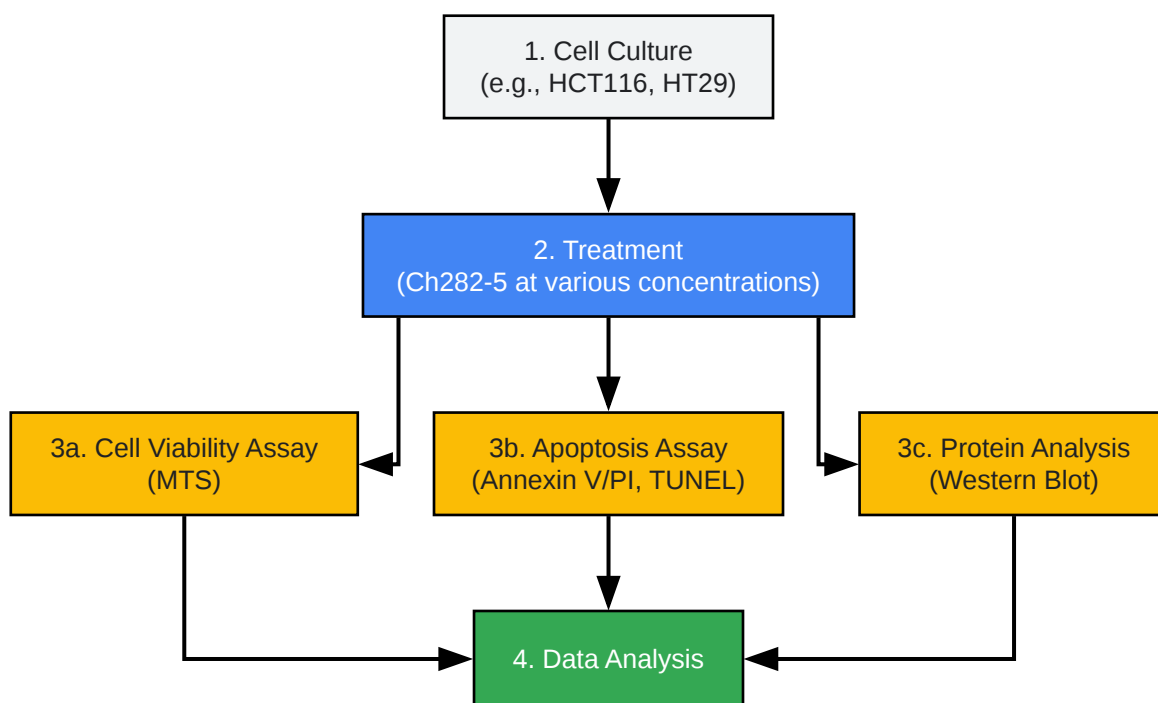 1. Cell Culture
(e.g., HCT116, HT29)
2. Treatment
(Ch282-5 at various concentrations)
3a. Cell Viability Assay
(MTS)
3b. Apoptosis Assay
(Annexin V/PI, TUNEL)
3c. Protein Analysis
(Western Blot)
4. Data Analysis